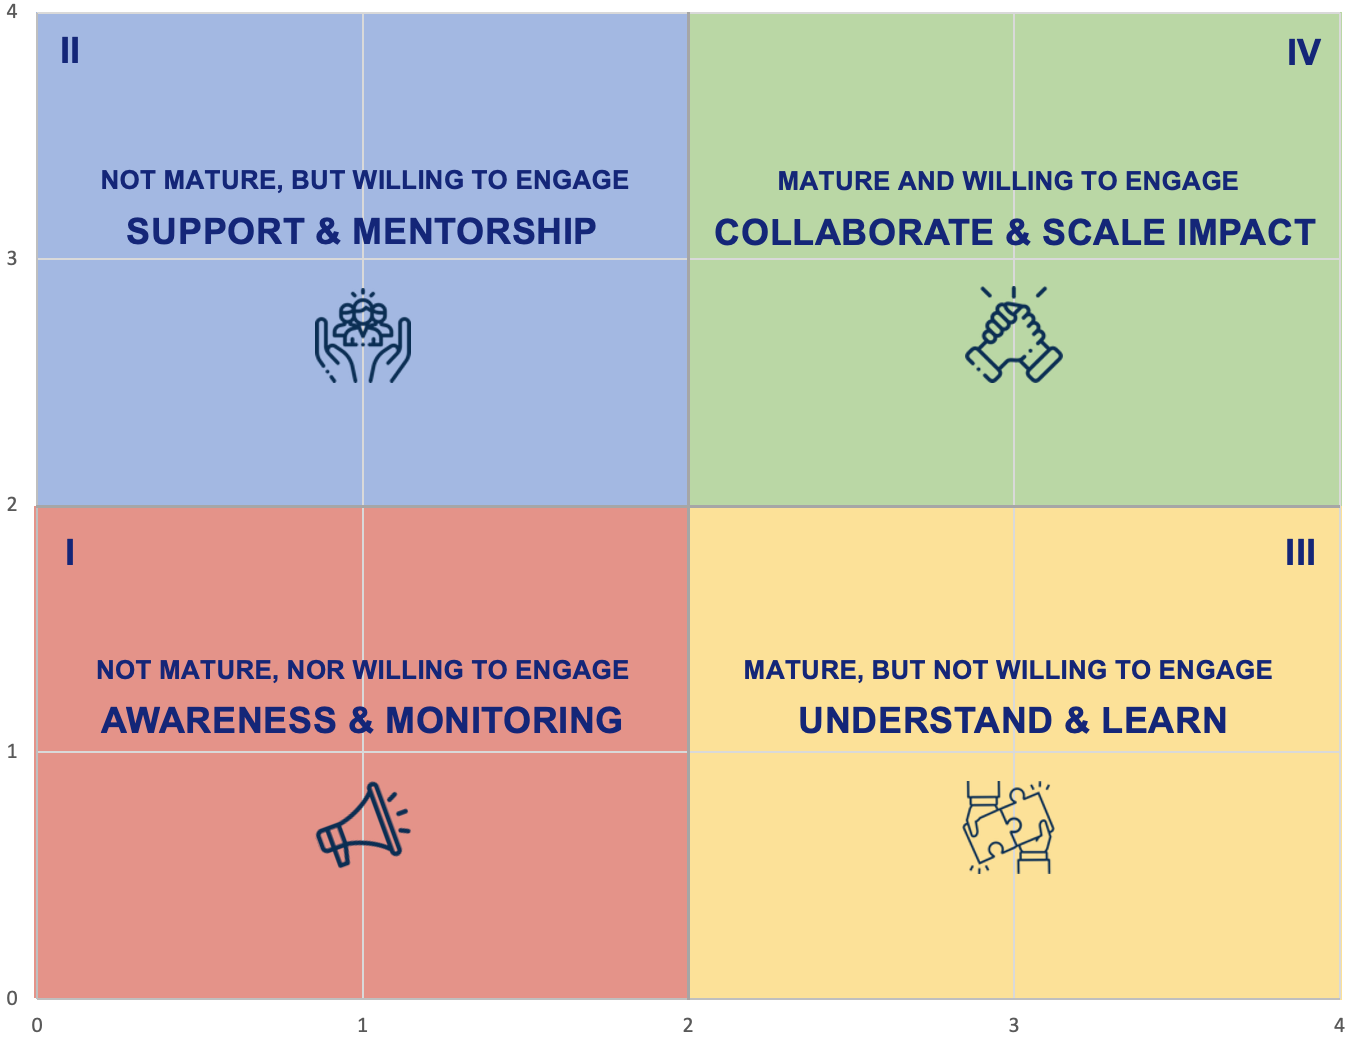 4
II
IV
NOT MATURE, BUT WILLING TO ENGAGE
SUPPORT & MENTORSHIP
MATURE AND WILLING TO ENGAGE
COLLABORATE & SCALE IMPACT
3
2
I
III
NOT MATURE, NOR WILLING TO ENGAGE
AWARENESS & MONITORING
MATURE, BUT NOT WILLING TO ENGAGE
UNDERSTAND & LEARN
1
0
0 1 2 3 4